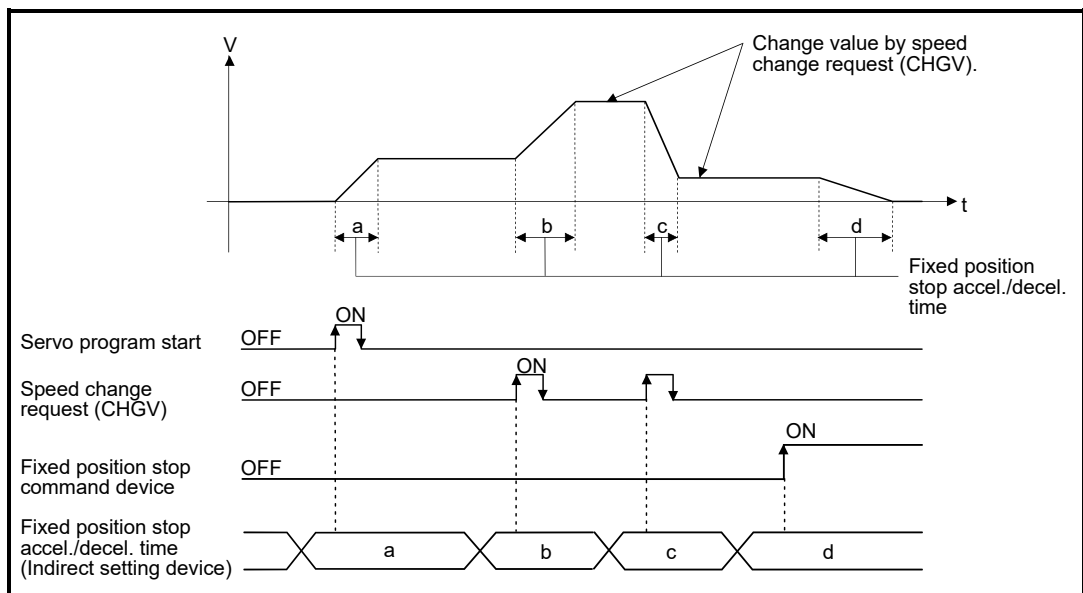 V
Change value by speed
change request (CHGV).
t
a
b
c
d
Fixed position
stop accel./decel.
time
ON
Servo program start
OFF
ON
Speed change
request (CHGV)
OFF
ON
Fixed position stop
command device
OFF
Fixed position stop
accel./decel. time
(Indirect setting device)
a
b
c
d